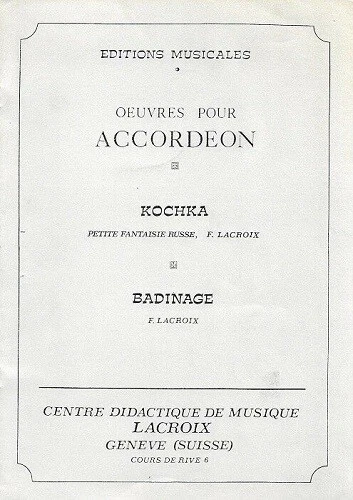 EDITIONS MUSICALES
OEUVRES POUR
ACCORDEON
KOCHKA
PETITE FANTAISIE RUSSE, F. LACROIX
BADINAGE
F. LACROIX
CENTRE DIDACTIQUE DE MUSIQUE
LACROIX
GENEVE (SUISSE)
COURS DE RIVE 6